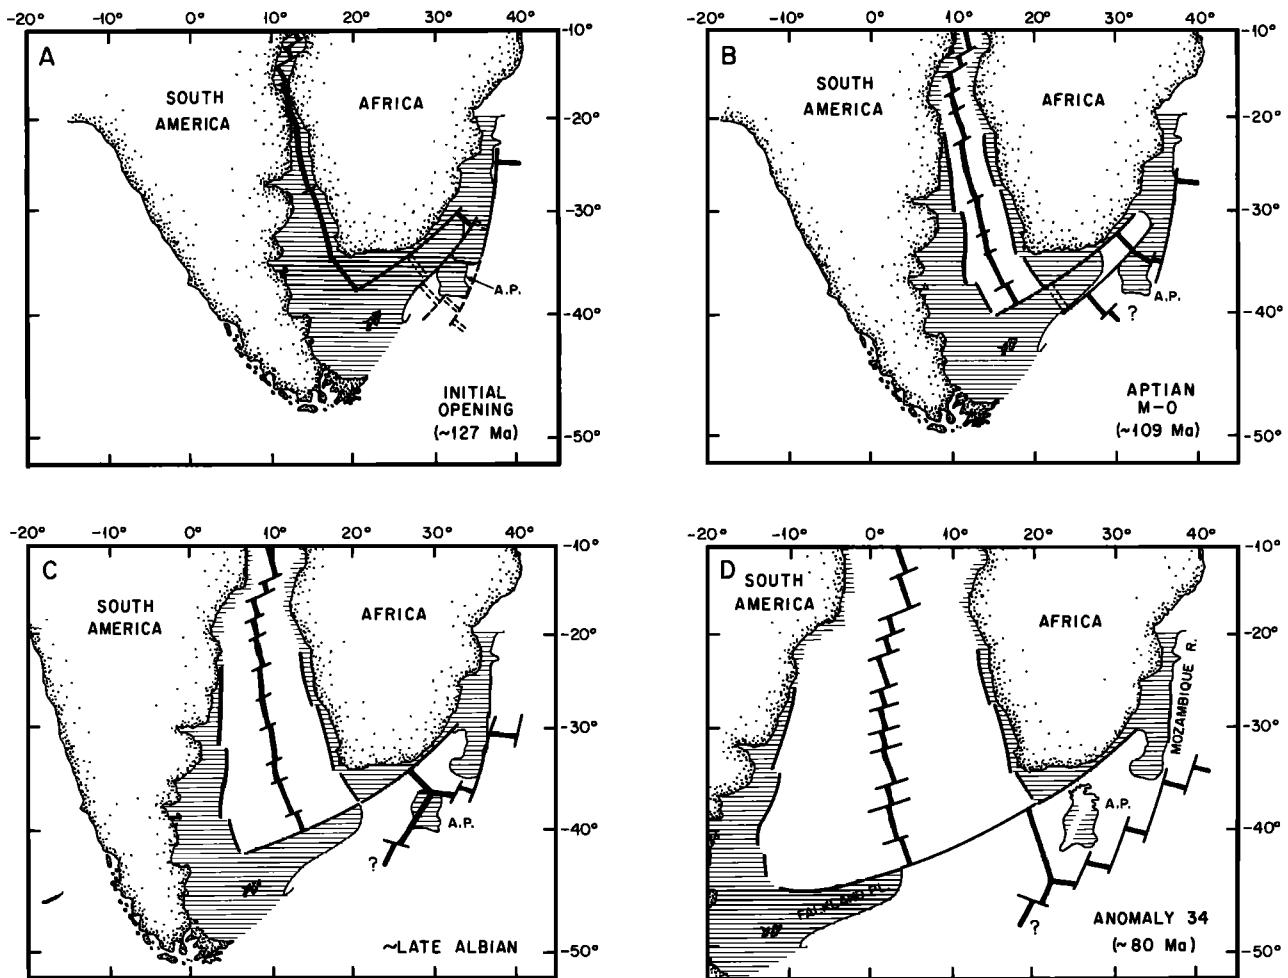 -20° -10° 0° 10° 20° 30° 40°
-10°
-20°
-30°
-40°
-50°
A
SOUTH
AMERICA
AFRICA
A.P.
INITIAL
OPENING
(~127 Ma)
-20° -10° 0° 10° 20° 30° 40°
-10°
-20°
-30°
-40°
-50°
B
SOUTH
AMERICA
AFRICA
A.P.
?
APTIAN
M-0
(~109 Ma)
-20° -10° 0° 10° 20° 30° 40°
-10°
-20°
-30°
-40°
-50°
C
SOUTH
AMERICA
AFRICA
A.P.
?
~LATE ALBIAN
-20° -10° 0° 10° 20° 30° 40°
-10°
-20°
-30°
-40°
-50°
D
SOUTH
AMERICA
AFRICA
MOZAMBIQUE R.
A.P.
FALKLAND PL.
?
ANOMALY 34
(~80 Ma)